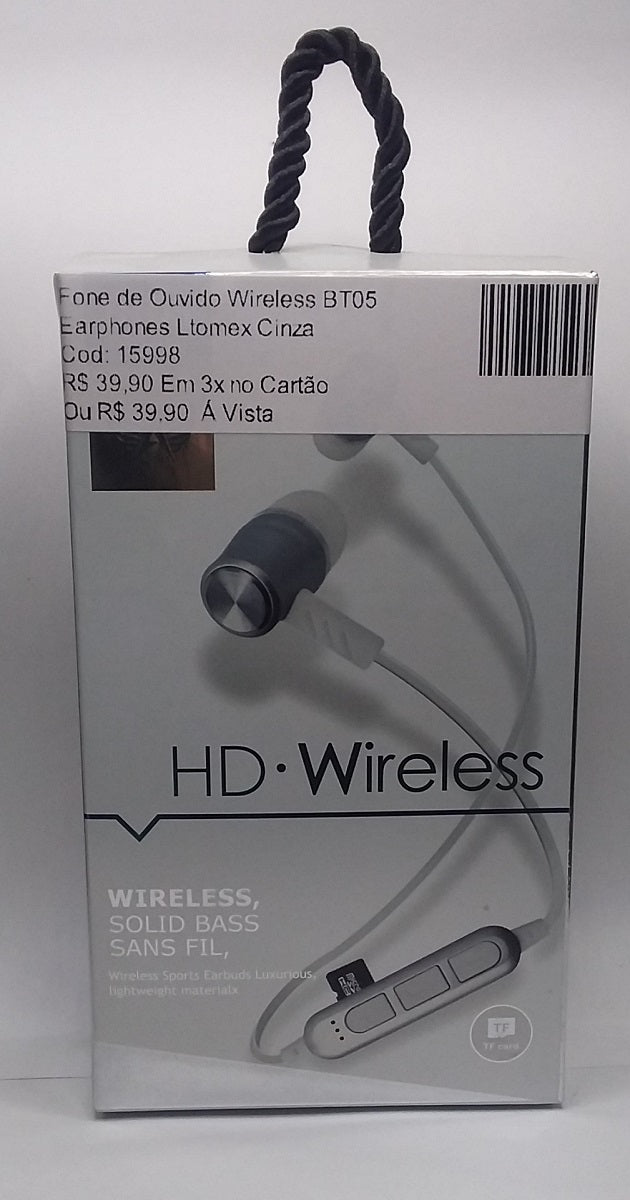 Fone de Ouvido Wireless BT05
Earphones Ltomex Cinza
Cod: 15998
R$ 39,90 Em 3x no Cartão
Ou R$ 39,90 Á Vista
HD·Wireless
WIRELESS,
SOLID BASS
SANS FIL,
Wireless Sports Earbuds Luxurious,
lightweight materialx
TF
TF card